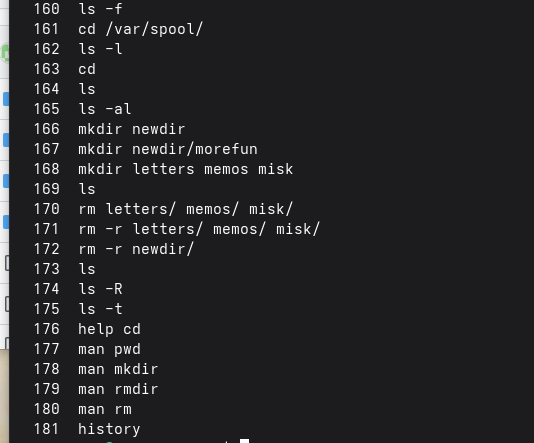 160 ls -f
161 cd /var/spool/
162 ls -l
163 cd
164 ls
165 ls -al
166 mkdir newdir
167 mkdir newdir/morefun
168 mkdir letters memos misk
169 ls
170 rm letters/ memos/ misk/
171 rm -r letters/ memos/ misk/
172 rm -r newdir/
173 ls
174 ls -R
175 ls -t
176 help cd
177 man pwd
178 man mkdir
179 man rmdir
180 man rm
181 history